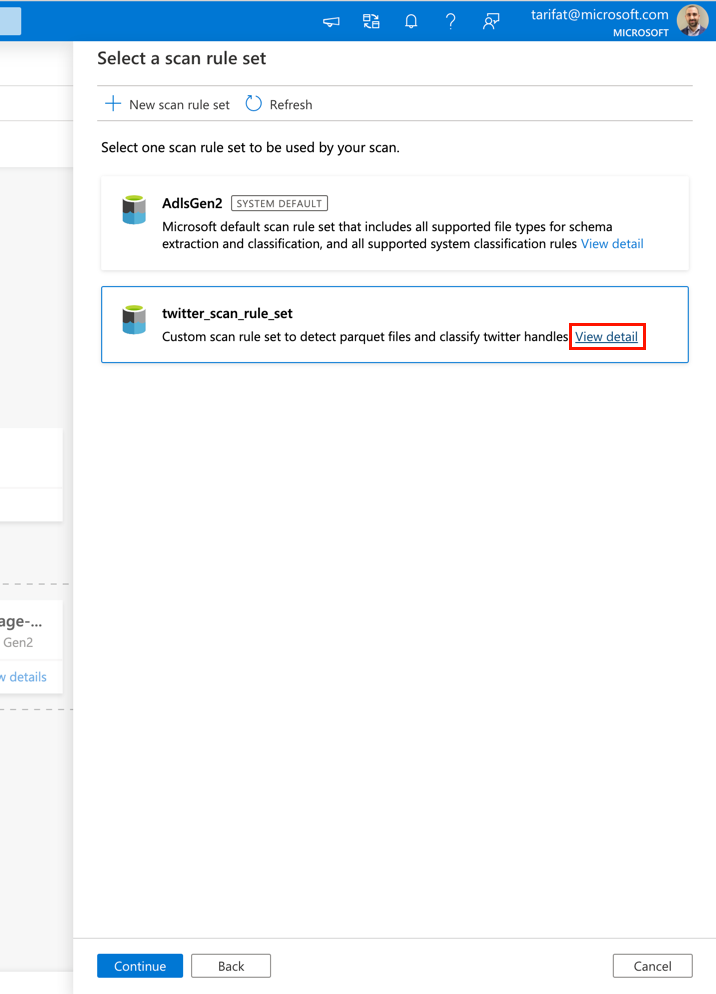 tarifat@microsoft.com
MICROSOFT
Select a scan rule set
New scan rule set Refresh
Select one scan rule set to be used by your scan.
AdlsGen2 SYSTEM DEFAULT
Microsoft default scan rule set that includes all supported file types for schema
extraction and classification, and all supported system classification rules View detail
twitter_scan_rule_set
Custom scan rule set to detect parquet files and classify twitter handles View detail
age-...
Gen2
w details
Continue Back Cancel